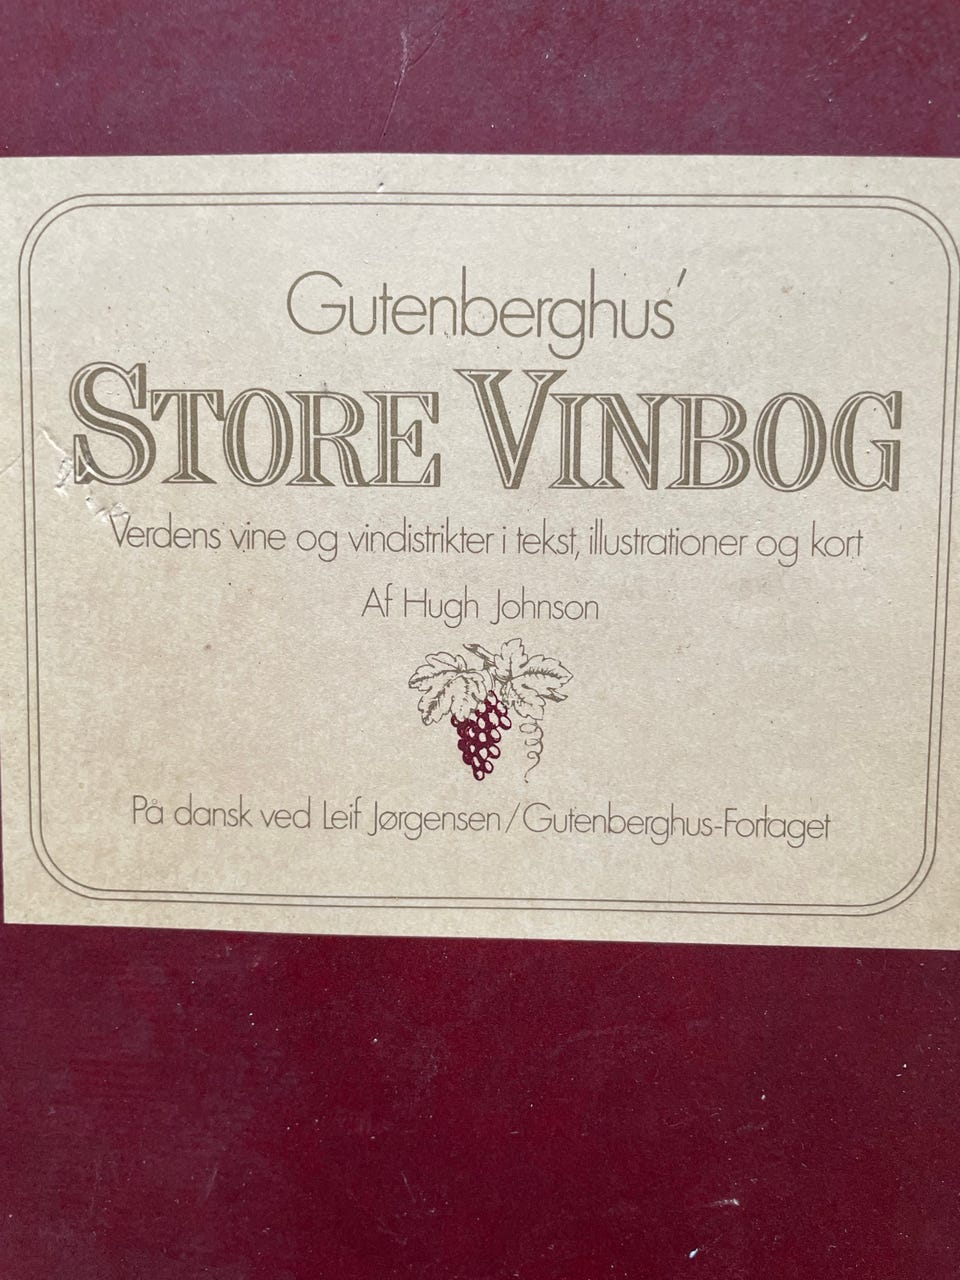 Gutenberghus'
STORE VINBOG
Verdens vine og vindistrikter i tekst, illustrationer og kort
Af Hugh Johnson
På dansk ved Leif Jørgensen/Gutenberghus-Forlaget